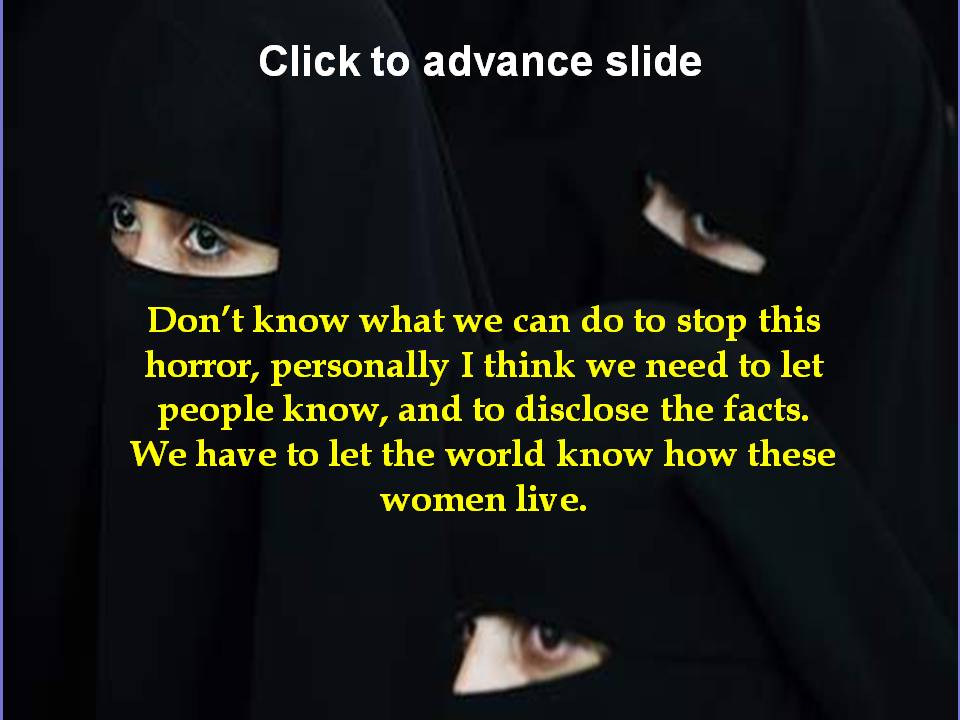 Click to advance slide
Don’t know what we can do to stop this
horror, personally I think we need to let
people know, and to disclose the facts.
We have to let the world know how these
women live.